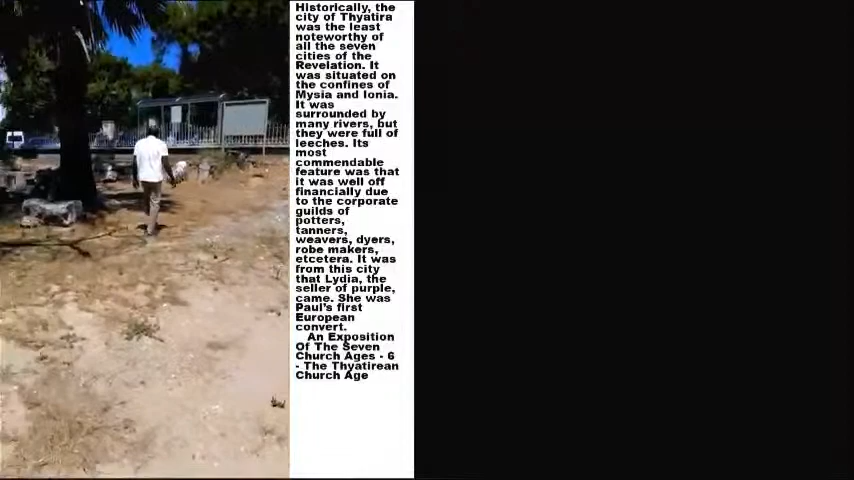 Historically, the
city of Thyatira
was the least
noteworthy of
all the seven
cities of the
Revelation. It
was situated on
the confines of
Mysia and Ionia.
It was
surrounded by
many rivers, but
they were full of
leeches. Its
most
commendable
feature was that
it was well off
financially due
to the corporate
guilds of
potters,
tanners,
weavers, dyers,
robe makers,
etcetera. It was
from this city
that Lydia, the
seller of purple,
came. She was
Paul's first
European
convert.
An Exposition
Of The Seven
Church Ages - 6
- The Thyatirean
Church Age